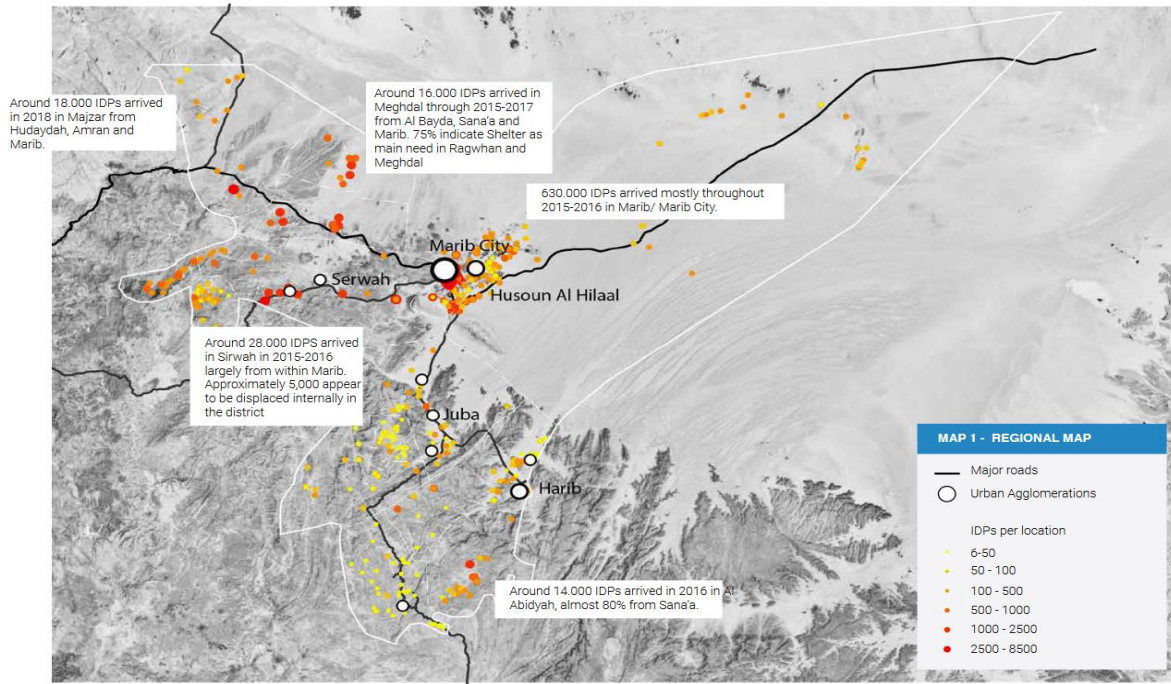 Around 18.000 IDPs arrived
in 2018 in Majzar from
Hudaydah, Amran and
Marib.
Around 16.000 IDPs arrived in
Meghdal through 2015-2017
from Al Bayda, Sana'a and
Marib. 75% indicate Shelter as
main need in Ragwhan and
Meghdal
630.000 IDPs arrived mostly throughout
2015-2016 in Marib/ Marib City.
Marib City
Serwah
Husoun Al Hilaal
Around 28.000 IDPS arrived
in Sirwah in 2015-2016
largely from within Marib.
Approximately 5,000 appear
to be displaced internally in
the district
Juba
Harib
Around 14.000 IDPs arrived in 2016 in Al
Abidyah, almost 80% from Sana'a.
MAP 1 - REGIONAL MAP
Major roads
Urban Agglomerations
IDPs per location
6-50
50 - 100
100 - 500
500 - 1000
1000 - 2500
2500 - 8500